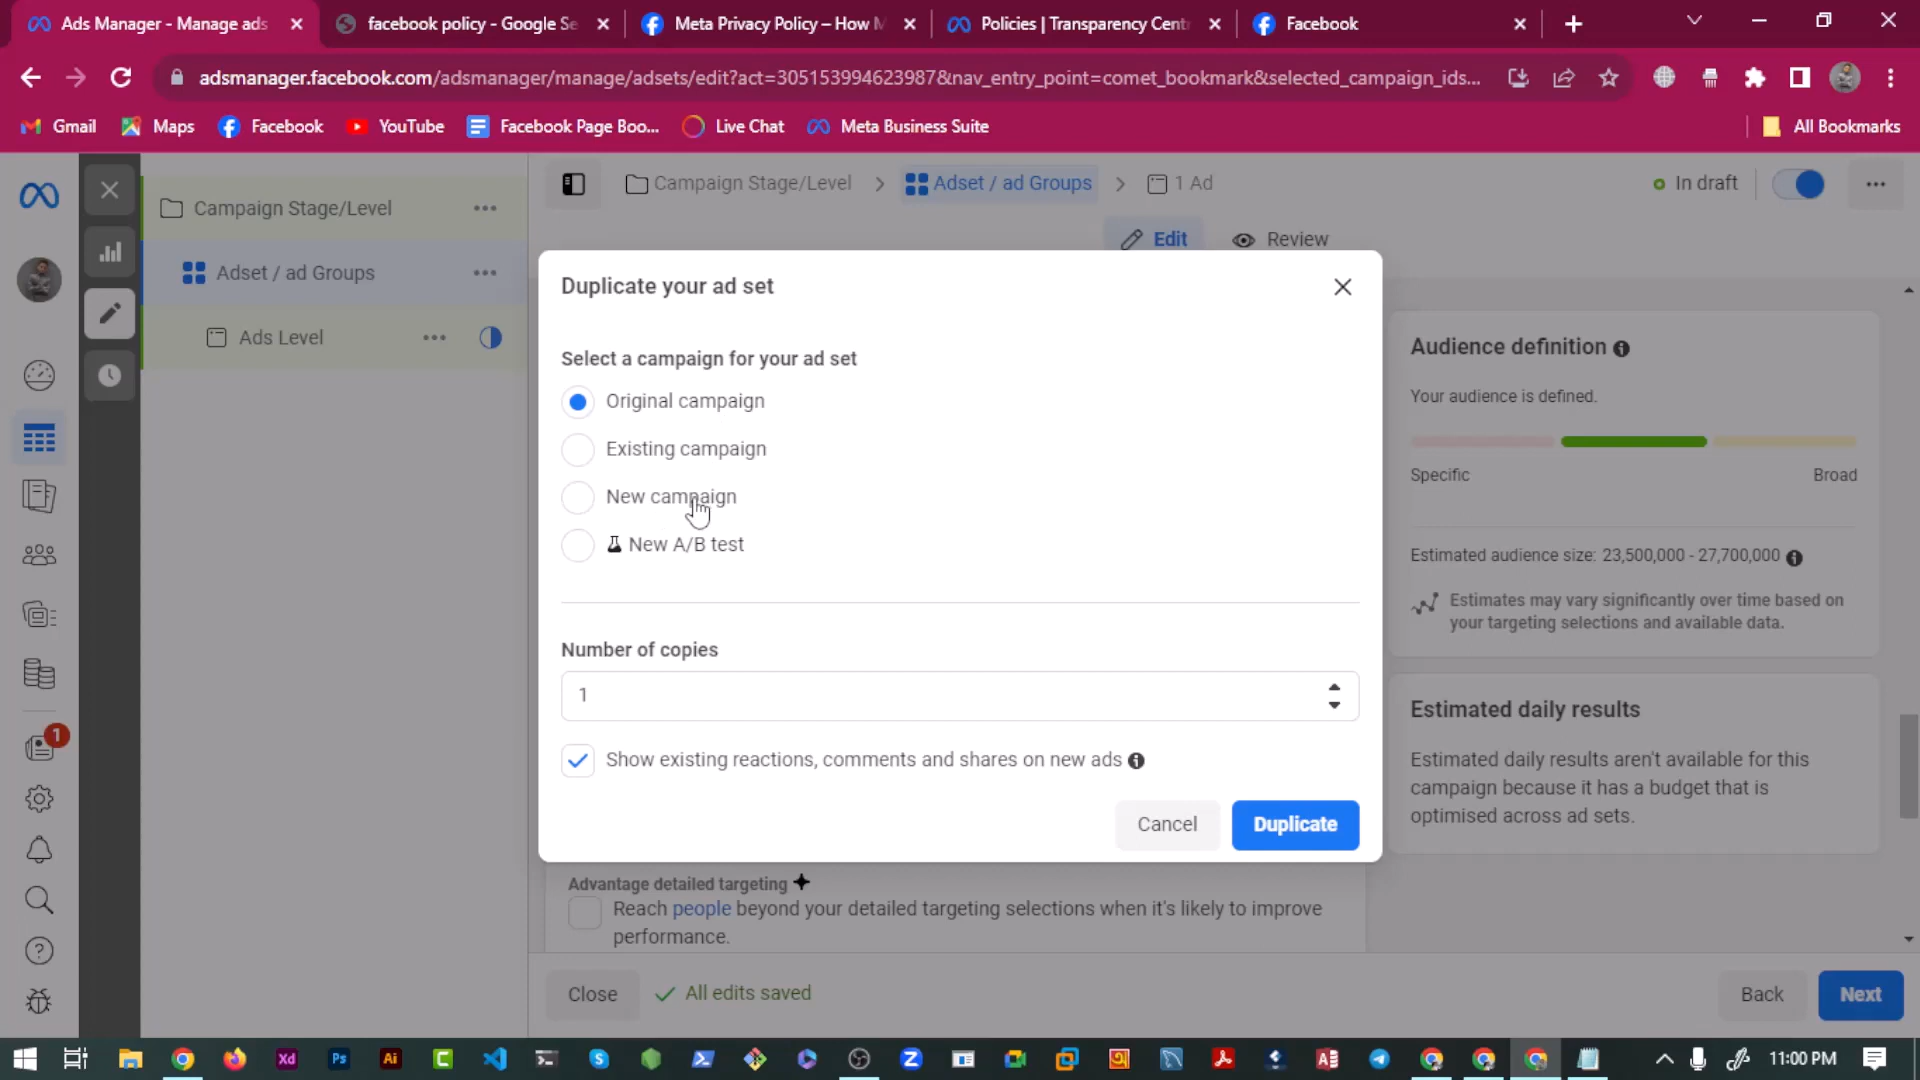 Ads Manager - Manage ads
facebook policy - Google Se
Meta Privacy Policy – How M
Policies | Transparency Cent
Facebook
adsmanager.facebook.com/adsmanager/manage/adsets/edit?act=305153994623987&nav_entry_point=comet_bookmark&selected_campaign_ids...
Gmail
Maps
Facebook
YouTube
Facebook Page Boo...
Live Chat
Meta Business Suite
All Bookmarks
Campaign Stage/Level
Adset / ad Groups
1 Ad
In draft
Campaign Stage/Level
Adset / ad Groups
Ads Level
Edit
Review
Duplicate your ad set
Select a campaign for your ad set
Original campaign
Existing campaign
New campaign
New A/B test
Number of copies
1
Show existing reactions, comments and shares on new ads
Cancel
Duplicate
Audience definition
Your audience is defined.
Specific
Broad
Estimated audience size: 23,500,000 - 27,700,000
Estimates may vary significantly over time based on
your targeting selections and available data.
Estimated daily results
Estimated daily results aren't available for this
campaign because it has a budget that is
optimised across ad sets.
Advantage detailed targeting
Reach people beyond your detailed targeting selections when it's likely to improve
performance.
Close
All edits saved
Back
Next
1
Xd
Ps
Ai
11:00 PM